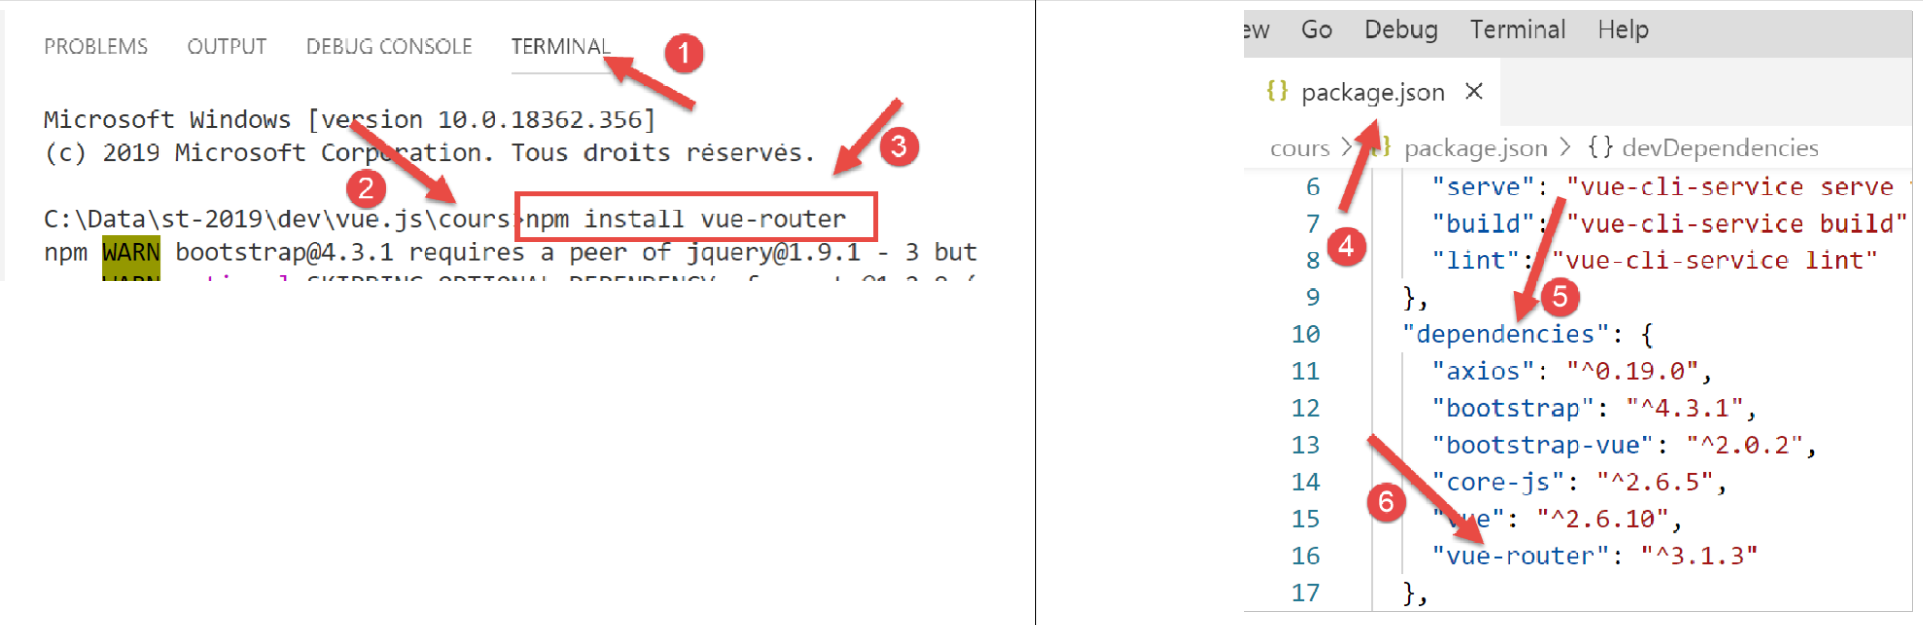 PROBLEMS OUTPUT DEBUG CONSOLE TERMINAL
1
Microsoft Windows [version 10.0.18362.356]
(c) 2019 Microsoft Corporation. Tous droits réservés.
3
2
C:\Data\st-2019\dev\vue.js\cours>npm install vue-router
npm WARN bootstrap@4.3.1 requires a peer of jquery@1.9.1 - 3 but
WARN optional SKIPPING OPTIONAL DEPENDENCY:
ew Go Debug Terminal Help
{} package.json ×
cours > {} package.json > {} devDependencies
6 "serve": "vue-cli-service serve
7 "build": "vue-cli-service build"
4
8 "lint": "vue-cli-service lint"
9 },
5
10 "dependencies": {
11 "axios": "^0.19.0",
12 "bootstrap": "^4.3.1",
13 "bootstrap-vue": "^2.0.2",
14 "core-js": "^2.6.5",
6
15 "vue": "^2.6.10",
16 "vue-router": "^3.1.3"
17 },